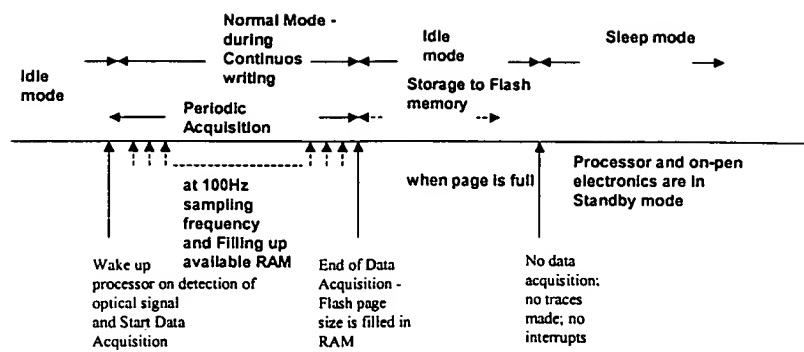 Normal Mode -
during
Continuos
writing
Idle
mode
Sleep mode
Idle
mode
Storage to Flash
memory
Periodic
Acquisition
at 100Hz
sampling
frequency
and Filling up
available RAM
when page is full
Processor and on-pen
electronics are in
Standby mode
Wake up
processor on detection of
optical signal
and Start Data
Acquisition
End of Data
Acquisition -
Flash page
size is filled in
RAM
No data
acquisition;
no traces
made; no
interrupts